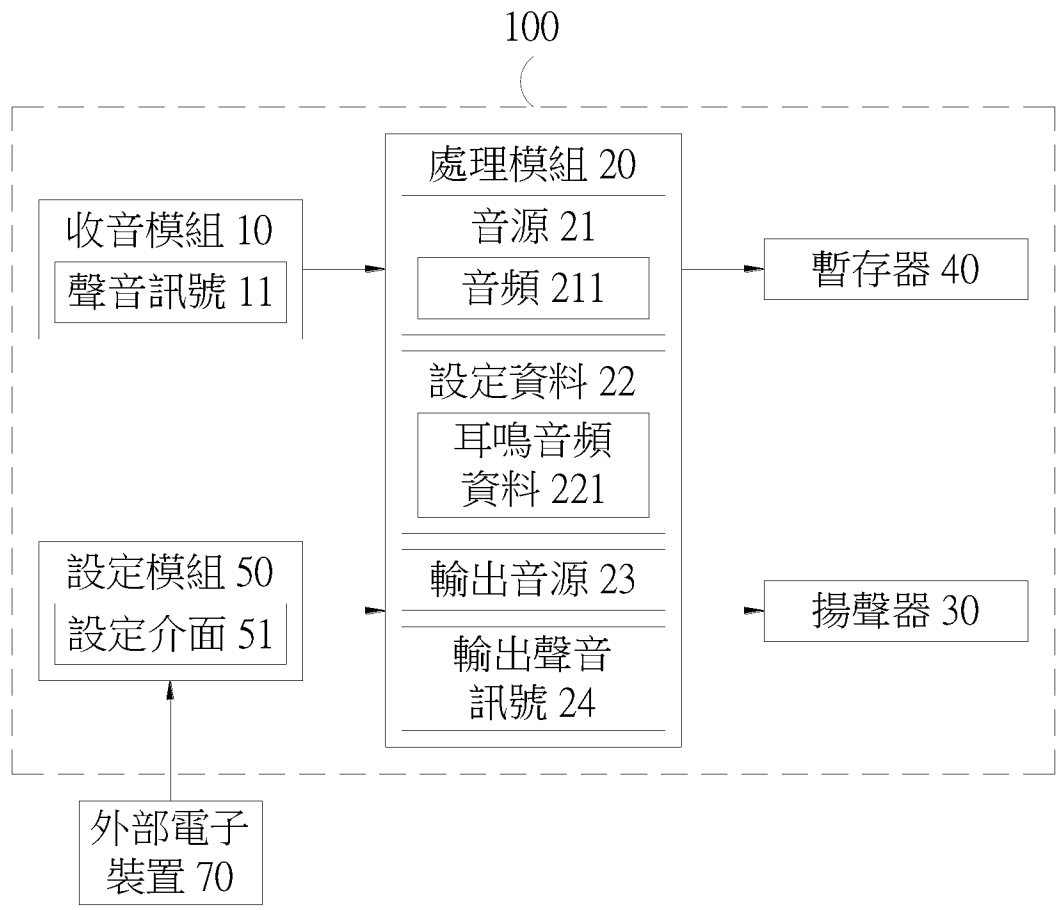 100
收音模組 10
聲音訊號 11
處理模組 20
音源 21
音頻 211
設定資料 22
耳鳴音頻
資料 221
輸出音源 23
輸出聲音
訊號 24
暫存器 40
設定模組 50
設定介面 51
揚聲器 30
外部電子
裝置 70